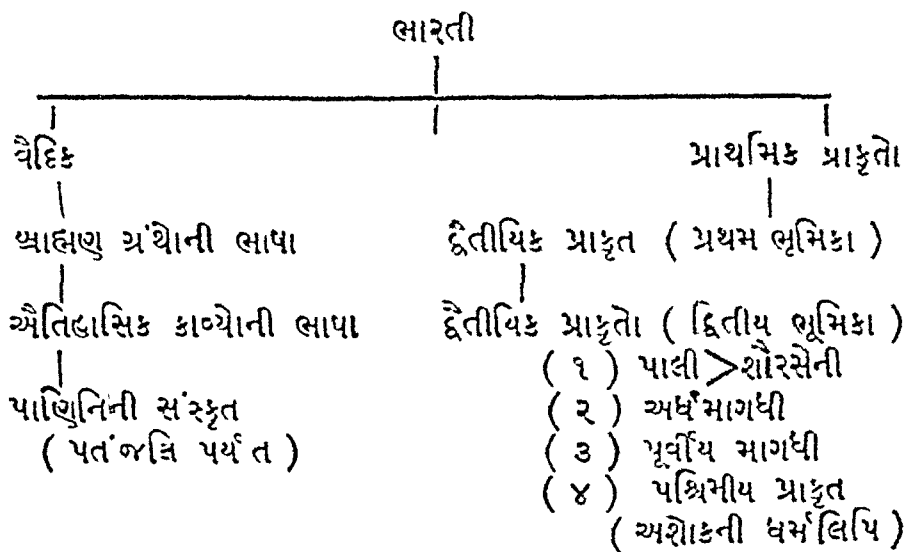 ભારતી
વૈદિક
પ્રાથમિક પ્રાકૃતો
બ્રાહ્મણ ગ્રંથોની ભાષા
દ્વૈતીયિક પ્રાકૃત ( પ્રથમ ભૂમિકા )
ઐતિહાસિક કાવ્યોની ભાષા
દ્વૈતીયિક પ્રાકૃતો ( દ્વિતીય ભૂમિકા )
( ૧ ) પાલી > શૌરસેની
પાણિનિની સંસ્કૃત
( ૨ ) અર્ધમાગધી
( પતંજલિ પર્યંત )
( ૩ ) પૂર્વીય માગધી
( ૪ ) પશ્ચિમીય પ્રાકૃત
( અશોકની ધર્મલિપિ )